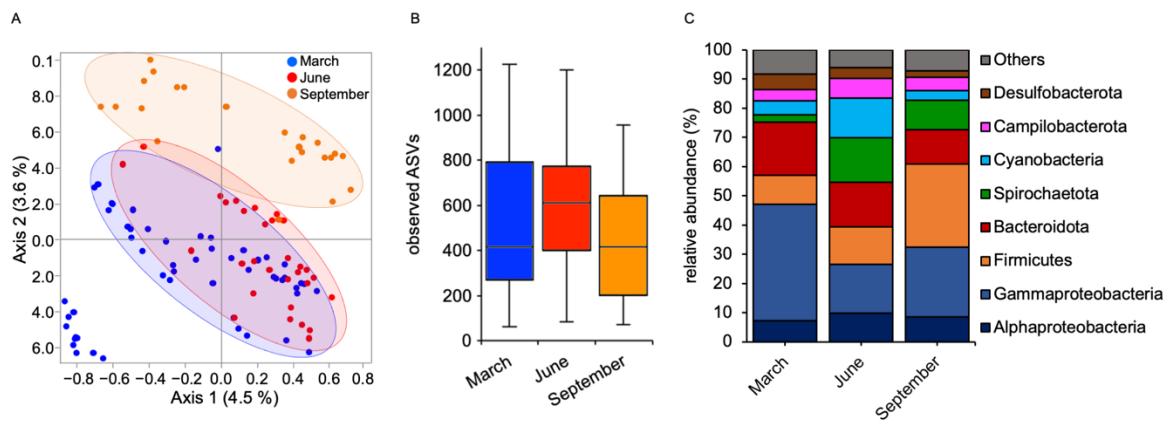 A
0.1
8.0
6.0
4.0
2.0
0.0
2.0
4.0
6.0
Axis 2 (3.6 %)
March
June
September
−0.8 −0.6 −0.4 −0.2 0.0 0.2 0.4 0.6 0.8
Axis 1 (4.5 %)
B
1200
1000
800
600
400
200
0
observed ASVs
March
June
September
C
100
90
80
70
60
50
40
30
20
10
0
relative abundance (%)
March
June
September
Others
Desulfobacterota
Campilobacterota
Cyanobacteria
Spirochaetota
Bacteroidota
Firmicutes
Gammaproteobacteria
Alphaproteobacteria